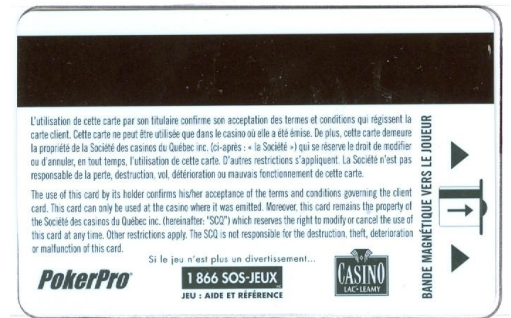 L'utilisation de cette carte par son titulaire confirme son acceptation des termes et conditions qui régissent la
carte client. Cette carte ne peut être utilisée que dans le casino où elle a été émise. De plus, cette carte demeure
la propriété de la Société des casinos du Québec inc. (ci-après : « la Société ») qui se réserve le droit de modifier
ou d'annuler, en tout temps, l'utilisation de cette carte. D'autres restrictions s'appliquent. La Société n'est pas
responsable de la perte, destruction, vol, détérioration ou mauvais fonctionnement de cette carte.
The use of this card by its holder confirms his/her acceptance of the terms and conditions governing the client
card. This card can only be used at the casino where it was emitted. Moreover, this card remains the property of
the Société des casinos du Québec inc. (hereinafter: "SCQ") which reserves the right to modify or cancel the use of
this card at any time. Other restrictions apply. The SCQ is not responsible for the destruction, theft, deterioration
or malfunction of this card.
Si le jeu n'est plus un divertissement...
PokerPro
1 866 SOS-JEUX
JEU : AIDE ET RÉFÉRENCE
CASINO
LAC-LEAMY
BANDE MAGNÉTIQUE VERS LE JOUEUR